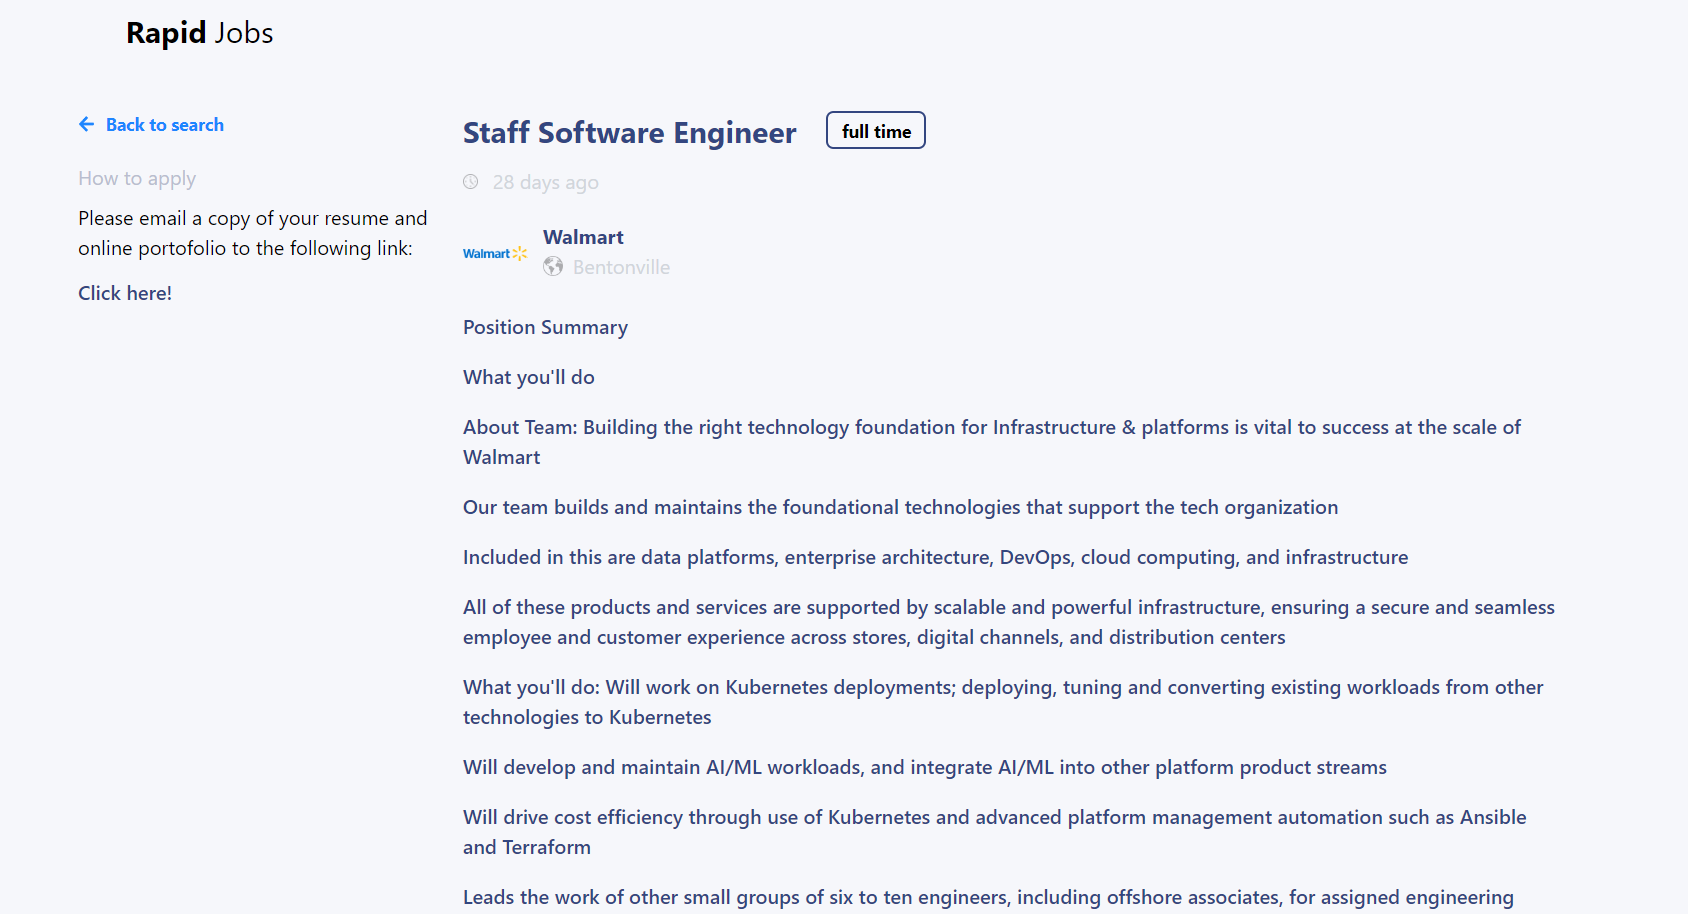 Rapid Jobs
Back to search
How to apply
Please email a copy of your resume and
online portofolio to the following link:
Click here!
Staff Software Engineer
full time
28 days ago
Walmart
Walmart
Bentonville
Position Summary
What you'll do
About Team: Building the right technology foundation for Infrastructure & platforms is vital to success at the scale of
Walmart
Our team builds and maintains the foundational technologies that support the tech organization
Included in this are data platforms, enterprise architecture, DevOps, cloud computing, and infrastructure
All of these products and services are supported by scalable and powerful infrastructure, ensuring a secure and seamless
employee and customer experience across stores, digital channels, and distribution centers
What you'll do: Will work on Kubernetes deployments; deploying, tuning and converting existing workloads from other
technologies to Kubernetes
Will develop and maintain AI/ML workloads, and integrate AI/ML into other platform product streams
Will drive cost efficiency through use of Kubernetes and advanced platform management automation such as Ansible
and Terraform
Leads the work of other small groups of six to ten engineers, including offshore associates, for assigned engineering